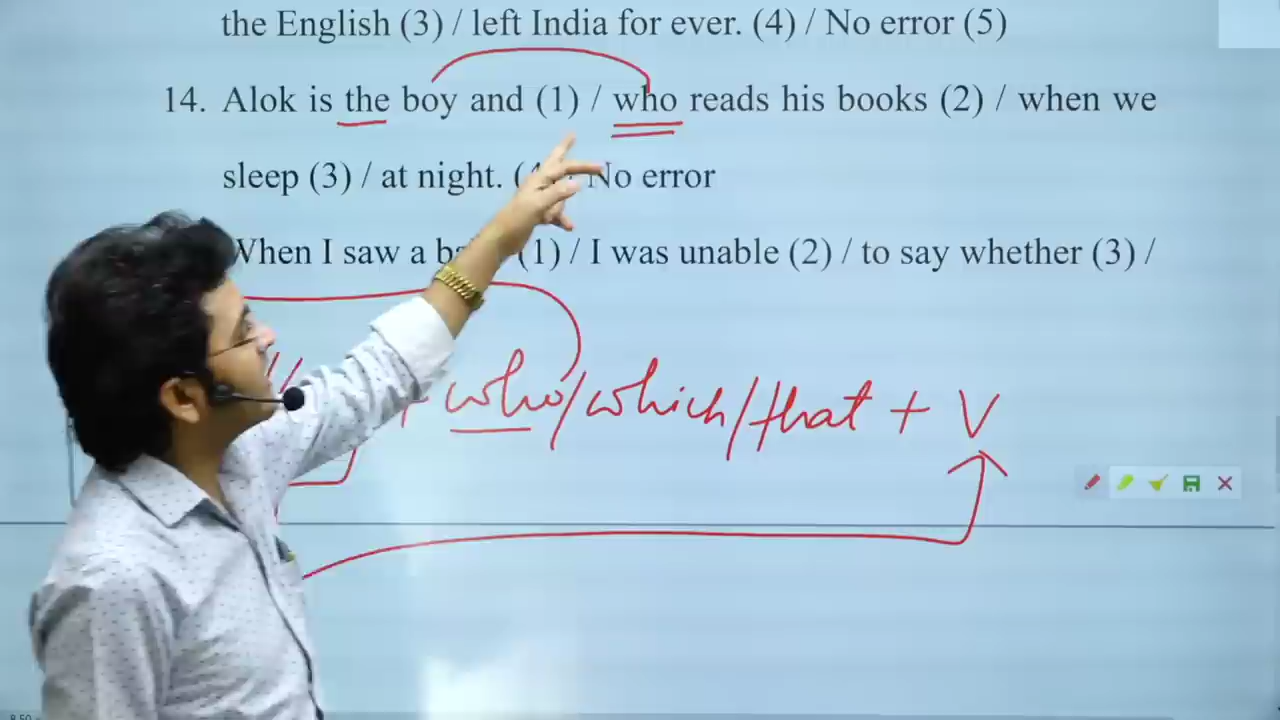 the English (3) / left India for ever. (4) / No error (5)
14. Alok is the boy and (1) / who reads his books (2) / when we
sleep (3) / at night. ( No error
When I saw a (1) / I was unable (2) / to say whether (3) /
who/which/that + V